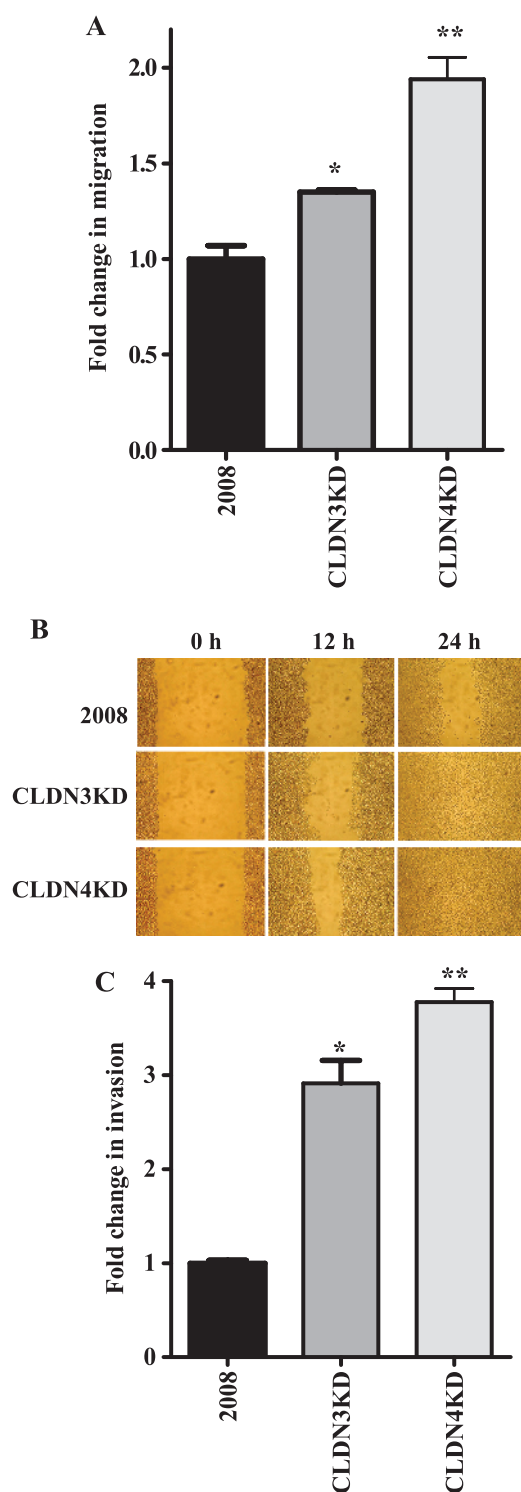 A
Fold change in migration
2.0
1.5
1.0
0.5
0.0
*
**
2008
CLDN3KD
CLDN4KD
B
0 h 12 h 24 h
2008
CLDN3KD
CLDN4KD
C
Fold change in invasion
4
3
2
1
0
*
**
2008
CLDN3KD
CLDN4KD